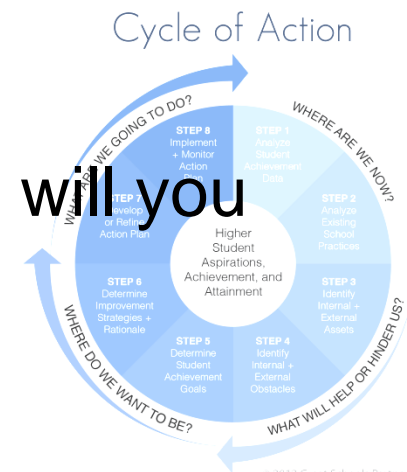 Cycle of Action
WHERE ARE WE NOW?
WHAT WILL HELP OR HINDER US?
WHERE DO WE WANT TO BE?
WHAT ARE WE GOING TO DO?
will you
STEP 1
Analyze
Student
Achievement
Data
STEP 2
Analyze
Existing
School
Practices
STEP 3
Identify
Internal +
External
Assets
STEP 4
Identify
Internal +
External
Obstacles
STEP 5
Determine
Student
Achievement
Goals
STEP 6
Determine
Improvement
Strategies +
Rationale
STEP 7
Develop
or Refine
Action Plan
STEP 8
Implement
+ Monitor
Action
Plan
Higher
Student
Aspirations,
Achievement, and
Attainment